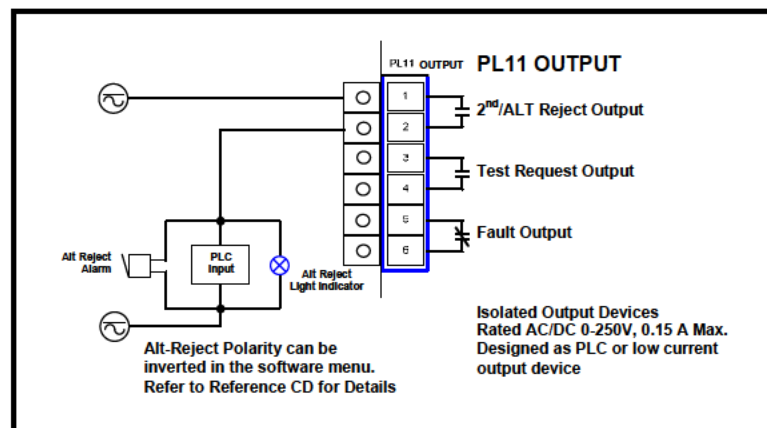 PL11 OUTPUT
PL11 OUTPUT
1
2nd/ALT Reject Output
2
3
Test Request Output
4
5
Fault Output
6
Alt Reject
Alarm
PLC
Input
Alt Reject
Light Indicator
Isolated Output Devices
Rated AC/DC 0-250V, 0.15 A Max.
Designed as PLC or low current
output device
Alt-Reject Polarity can be
inverted in the software menu.
Refer to Reference CD for Details